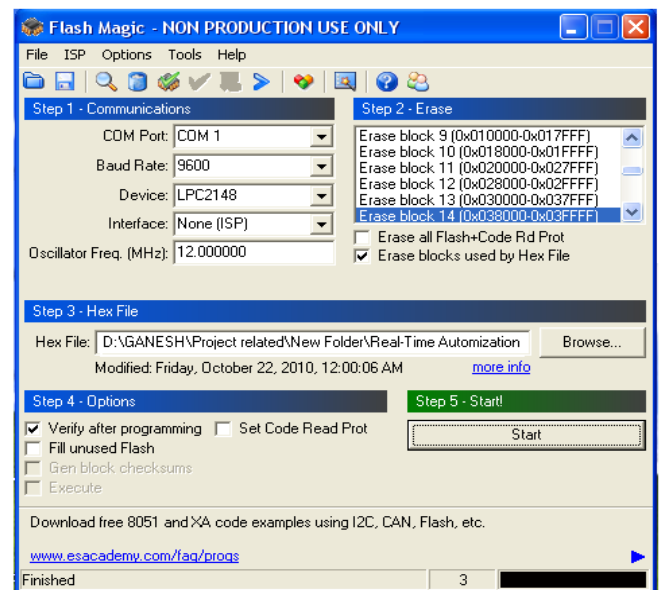 Flash Magic - NON PRODUCTION USE ONLY
File ISP Options Tools Help
Step 1 - Communications
COM Port: COM 1
Baud Rate: 9600
Device: LPC2148
Interface: None (ISP)
Oscillator Freq. (MHz): 12.000000
Step 2 - Erase
Erase block 9 (0x010000-0x017FFF)
Erase block 10 (0x018000-0x01FFFF)
Erase block 11 (0x020000-0x027FFF)
Erase block 12 (0x028000-0x02FFFF)
Erase block 13 (0x030000-0x037FFF)
Erase block 14 (0x038000-0x03FFFF)
Erase all Flash+Code Rd Prot
Erase blocks used by Hex File
Step 3 - Hex File
Hex File: D:\GANESH\Project related\New Folder\Real-Time Automization Browse...
Modified: Friday, October 22, 2010, 12:00:06 AM more info
Step 4 - Options
Verify after programming Set Code Read Prot
Fill unused Flash
Gen block checksums
Execute
Step 5 - Start!
Start
Download free 8051 and XA code examples using I2C, CAN, Flash, etc.
www.esacademy.com/faq/progs
Finished 3